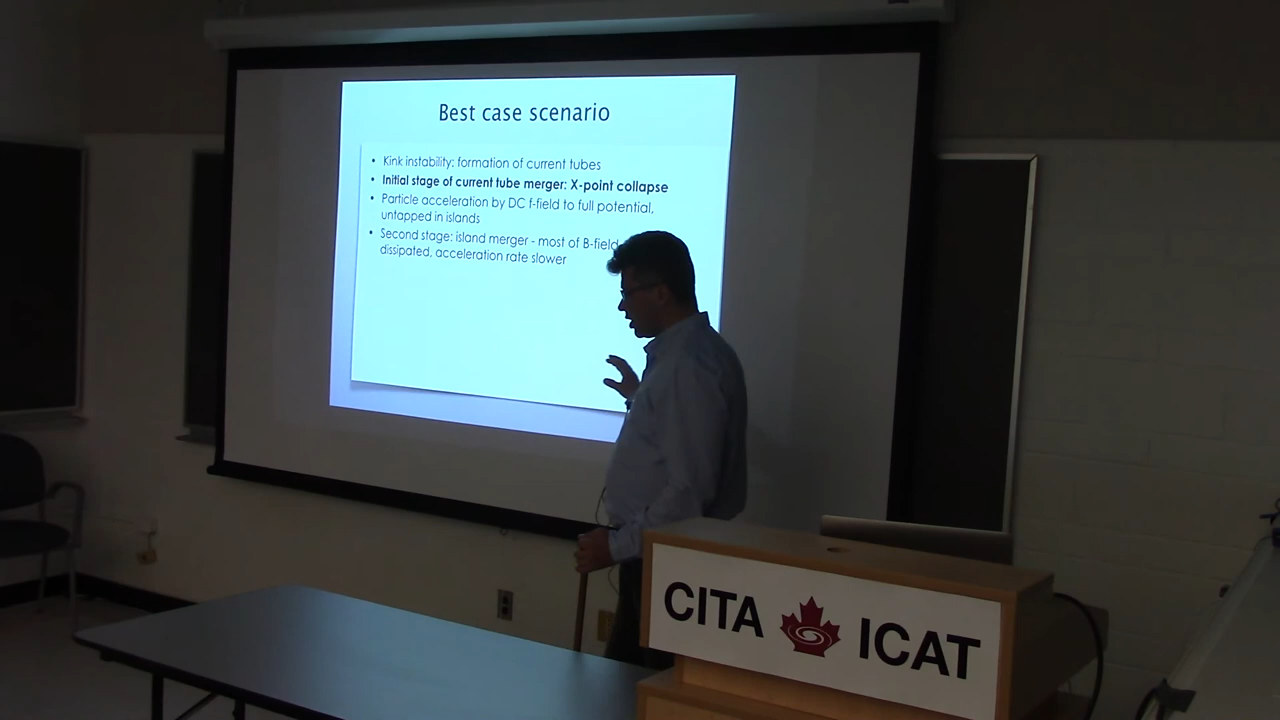 Best case scenario
• Kink instability: formation of current tubes
• Initial stage of current tube merger: X-point collapse
• Particle acceleration by DC f-field to full potential,
untapped in islands
• Second stage: island merger - most of B-field
dissipated, acceleration rate slower
CITA ICAT